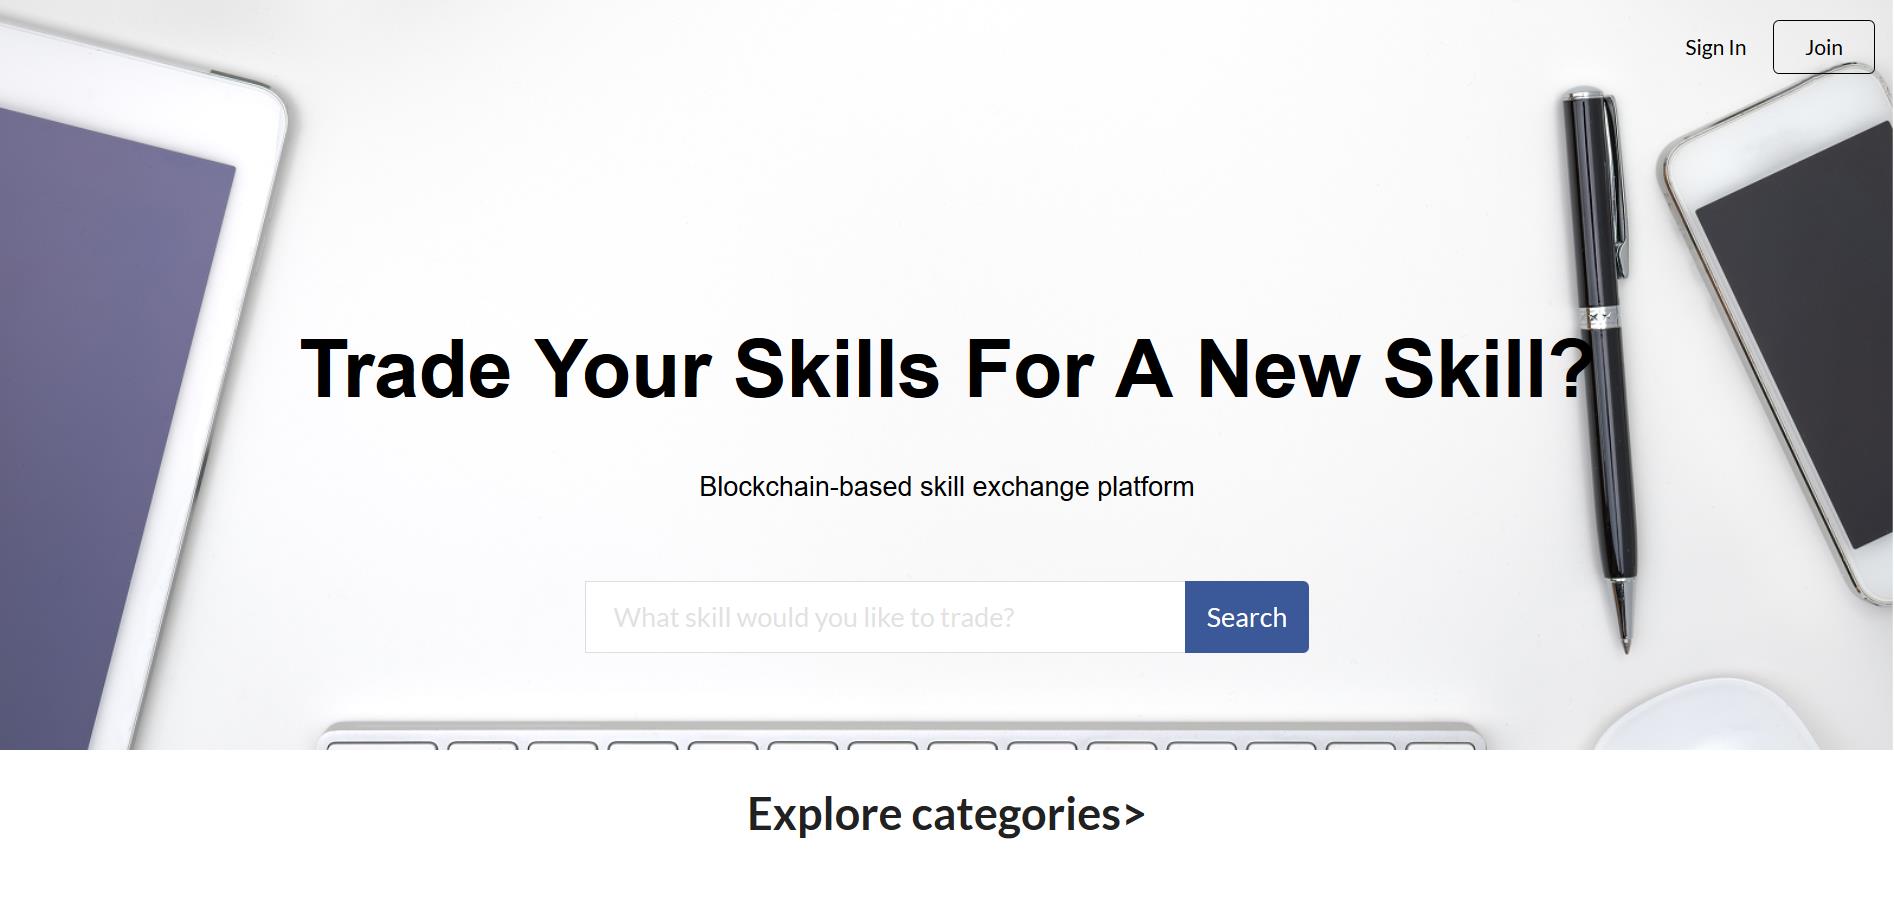 Sign In
Join
Trade Your Skills For A New Skill?
Blockchain-based skill exchange platform
What skill would you like to trade?
Search
Explore categories>